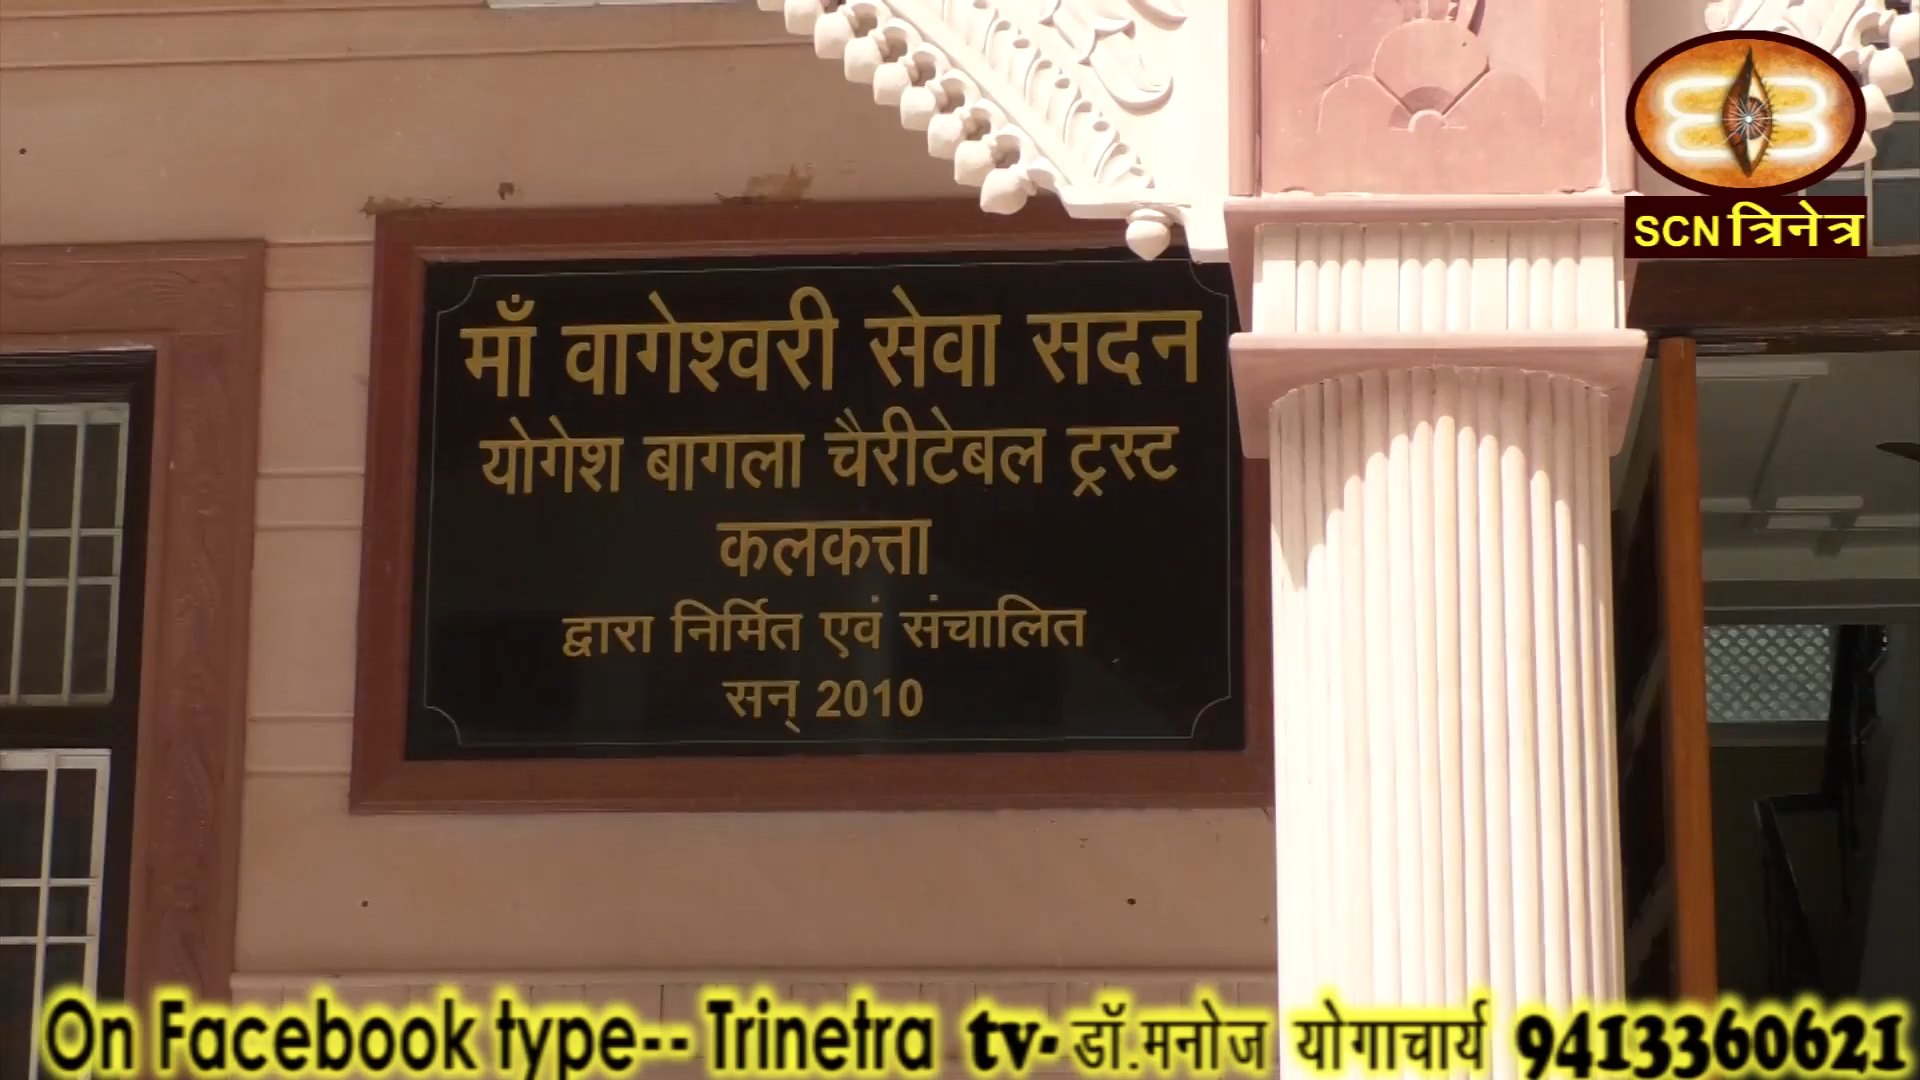 SCN त्रिनेत्र
माँ वागेश्वरी सेवा सदन
योगेश बागला चैरीटेबल ट्रस्ट
कलकत्ता
द्वारा निर्मित एवं संचालित
सन् 2010
On Facebook type-- Trinetra tv- डॉ.मनोज योगाचार्य 9413360621